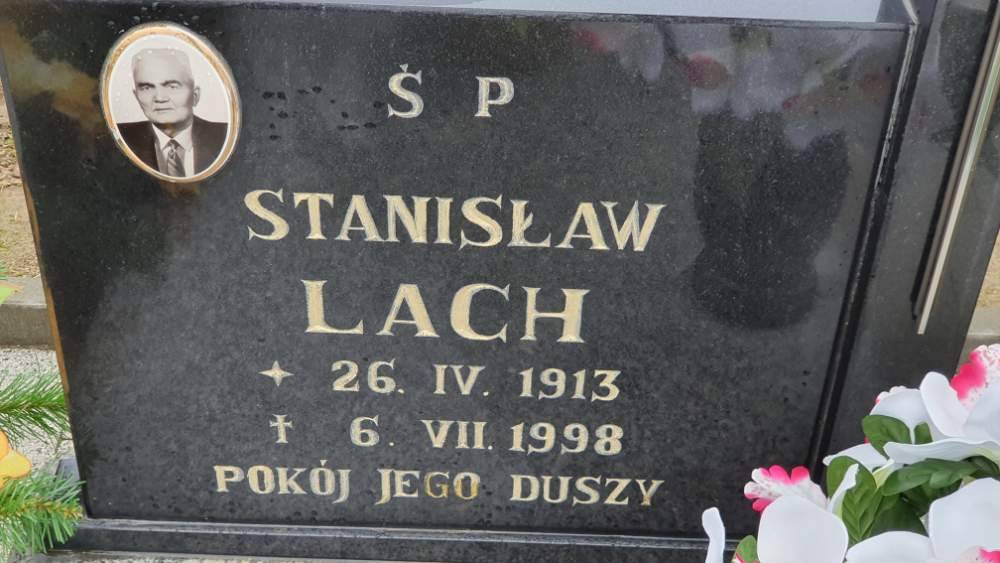 Ś P
STANISŁAW
LACH
✦ 26. IV. 1913
† 6. VII. 1998
POKÓJ JEGO DUSZY